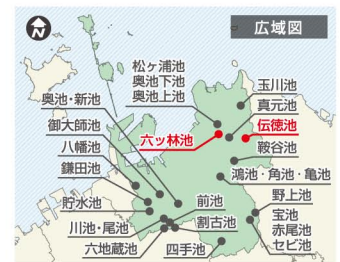 N
広域図
松ヶ浦池
奥池下池
奥池上池
玉川池
真元池
伝徳池
奥池・新池
御大師池
六ッ林池
鞍谷池
八幡池
鎌田池
鴻池・角池・亀池
貯水池
前池
野上池
宝池
赤尾池
セビ池
川池・尾池
割古池
六地蔵池
四手池